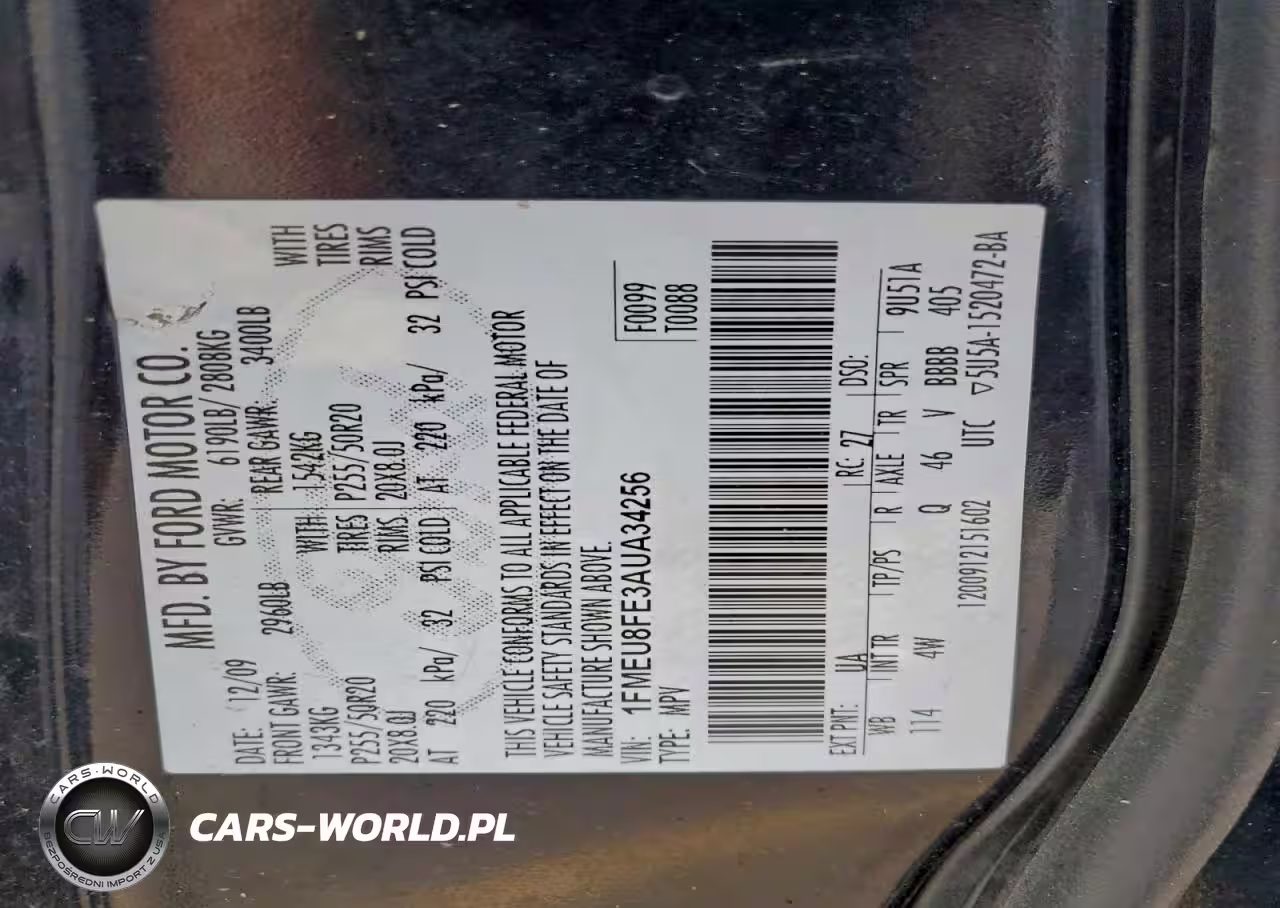 MFD. BY FORD MOTOR CO.
DATE: 12/09 GVWR: 6190LB/ 2808KG
FRONT GAWR: 2960LB REAR GAWR: 3400LB
1343KG WITH 1542KG WITH
P255/50R20 TIRES P255/50R20 TIRES
20X8.0J RIMS 20X8.0J RIMS
AT 220 kPa/ 32 PSI COLD AT 220 kPa/ 32 PSI COLD
THIS VEHICLE CONFORMS TO ALL APPLICABLE FEDERAL MOTOR
VEHICLE SAFETY STANDARDS IN EFFECT ON THE DATE OF
MANUFACTURE SHOWN ABOVE.
VIN: 1FMEU8FE3AUA34256 F0099
TYPE: MPV T0088
EXT PNT: UA RC: 27 DSO:
WB INT TR TP/PS R AXLE TR SPR 9U51A
114 4W Q 46 V BBBB 405
1200912151602 UTC ▽5U5A-1520472-BA
CARS-WORLD
CW
BEZPOŚREDNI IMPORT Z USA
CARS-WORLD.PL